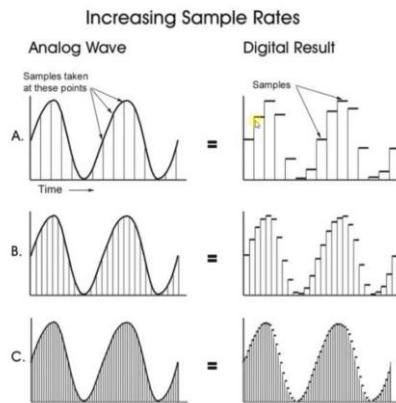 Increasing Sample Rates
Analog Wave
Digital Result
Samples taken
at these points
Samples
A.
=
Time
B.
=
C.
=